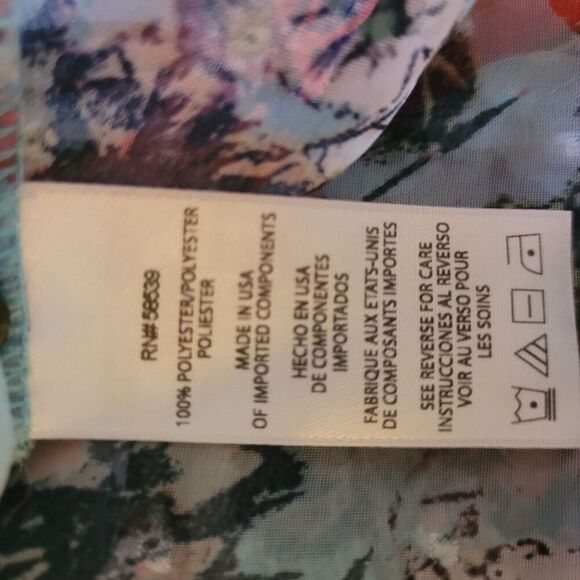 RN# 58539
100% POLYESTER/POLYESTER
POLIESTER
MADE IN USA
OF IMPORTED COMPONENTS
HECHO EN USA
DE COMPONENTES
IMPORTADOS
FABRIQUE AUX ETATS-UNIS
DE COMPOSANTS IMPORTES
SEE REVERSE FOR CARE
INSTRUCCIONES AL REVERSO
VOIR AU VERSO POUR
LES SOINS